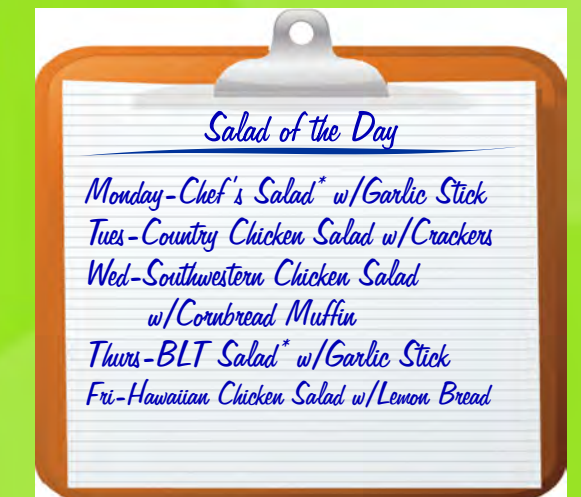 Salad of the Day
Monday-Chef's Salad* w/Garlic Stick
Tues-Country Chicken Salad w/Crackers
Wed-Southwestern Chicken Salad
w/Cornbread Muffin
Thurs-BLT Salad* w/Garlic Stick
Fri-Hawaiian Chicken Salad w/Lemon Bread